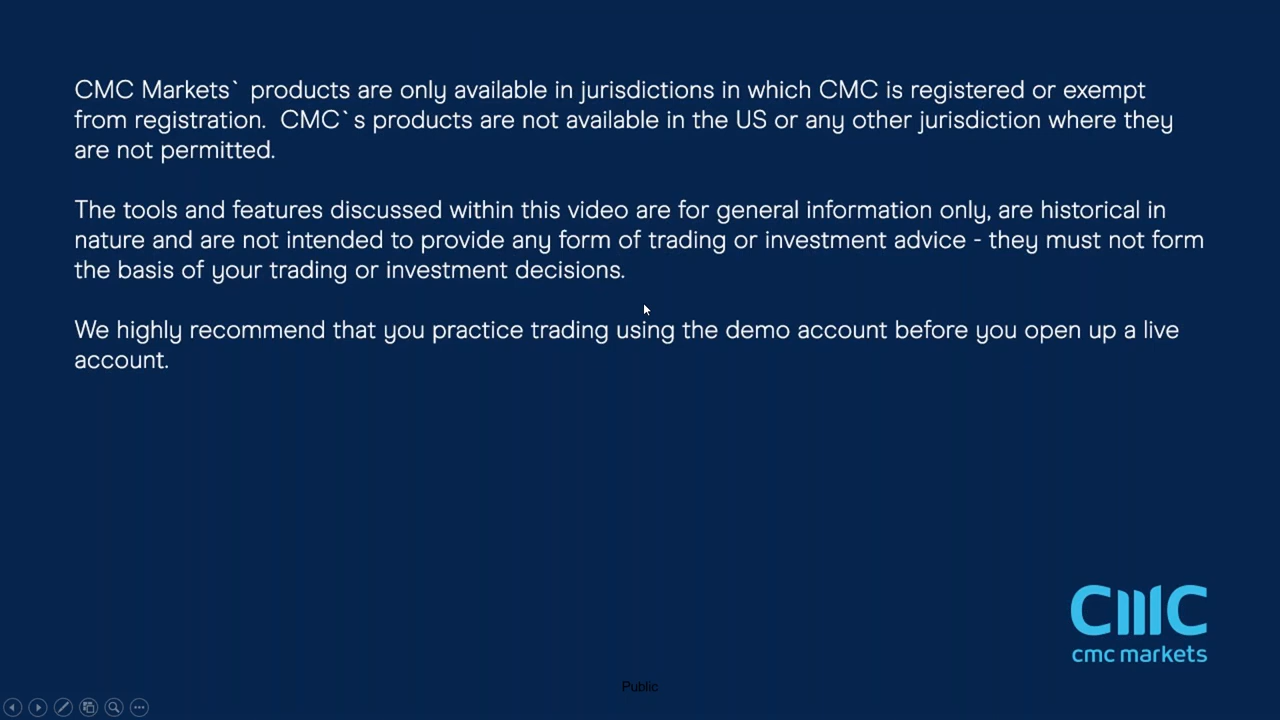 CMC Markets` products are only available in jurisdictions in which CMC is registered or exempt
from registration.  CMC`s products are not available in the US or any other jurisdiction where they
are not permitted.
The tools and features discussed within this video are for general information only, are historical in
nature and are not intended to provide any form of trading or investment advice - they must not form
the basis of your trading or investment decisions.
We highly recommend that you practice trading using the demo account before you open up a live
account.
CMC
cmc markets
Public